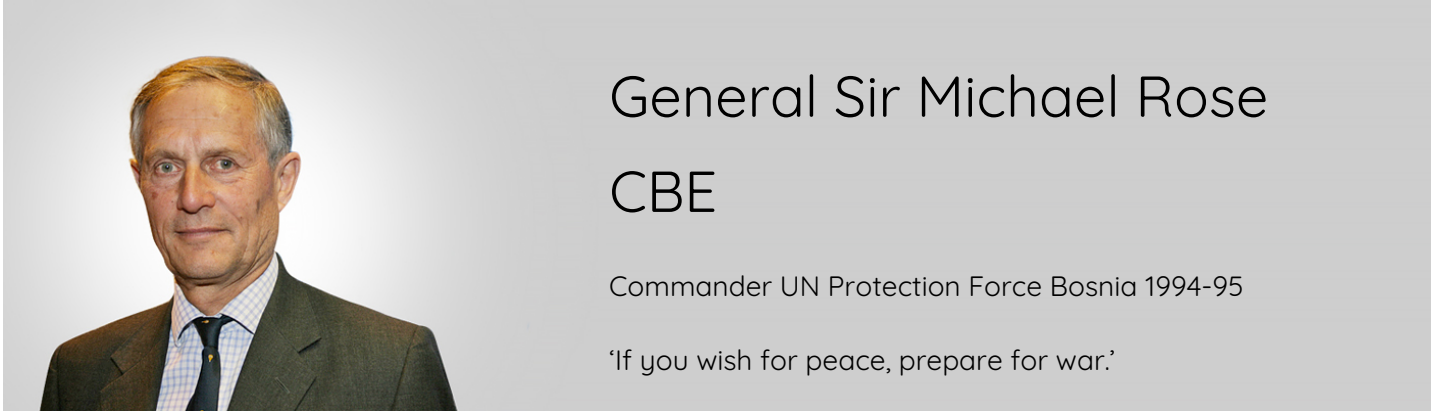 General Sir Michael Rose
CBE
Commander UN Protection Force Bosnia 1994-95
‘If you wish for peace, prepare for war.’